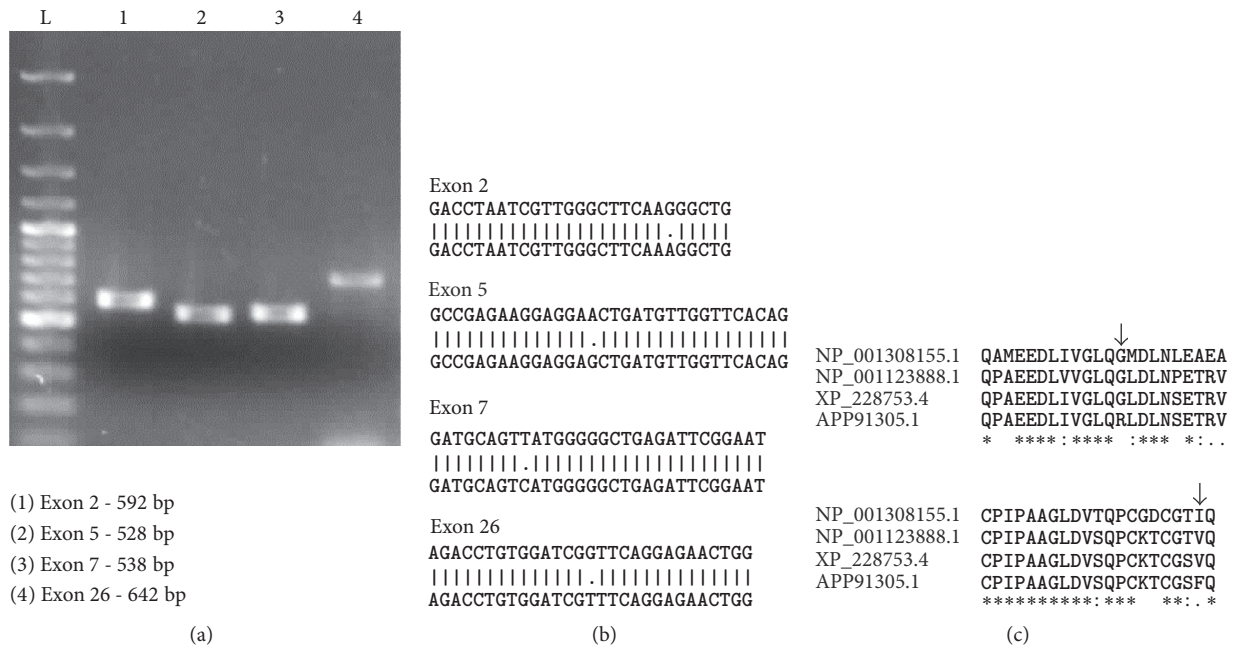 L 1 2 3 4
(1) Exon 2 - 592 bp
(2) Exon 5 - 528 bp
(3) Exon 7 - 538 bp
(4) Exon 26 - 642 bp
(a)
Exon 2
GACCTAATCGTTGGGCTTCAAGGGCTG
|||||||||||||||||||||.|||||
GACCTAATCGTTGGGCTTCAAAGGCTG
Exon 5
GCCGAGAAGGAGGAACTGATGTTGGTTCACAG
||||||||||||||.|||||||||||||||||
GCCGAGAAGGAGGAGCTGATGTTGGTTCACAG
Exon 7
GATGCAGTTATGGGGGCTGAGATTCGGAAT
||||||||.|||||||||||||||||||||
GATGCAGTCATGGGGGCTGAGATTCGGAAT
Exon 26
AGACCTGTGGATCGGTTCAGGAGAACTGG
||||||||||||||.||||||||||||||
AGACCTGTGGATCGTTTCAGGAGAACTGG
(b)
NP_001308155.1 QAMEEDLIVGLQGMDLNLEAEA
NP_001123888.1 QPAEEDLVVGLQGLDLNPETRV
XP_228753.4 QPAEEDLIVGLQGLDLNSETRV
APP91305.1 QPAEEDLIVGLQRLDLNSETRV
* ****:**** :*** *:..
NP_001308155.1 CPIPAAGLDVTQPCGDCGTIQ
NP_001123888.1 CPIPAAGLDVSQPCKTCGTVQ
XP_228753.4 CPIPAAGLDVSQPCKTCGSVQ
APP91305.1 CPIPAAGLDVSQPCKTCGSFQ
**********:*** **:.*
(c)